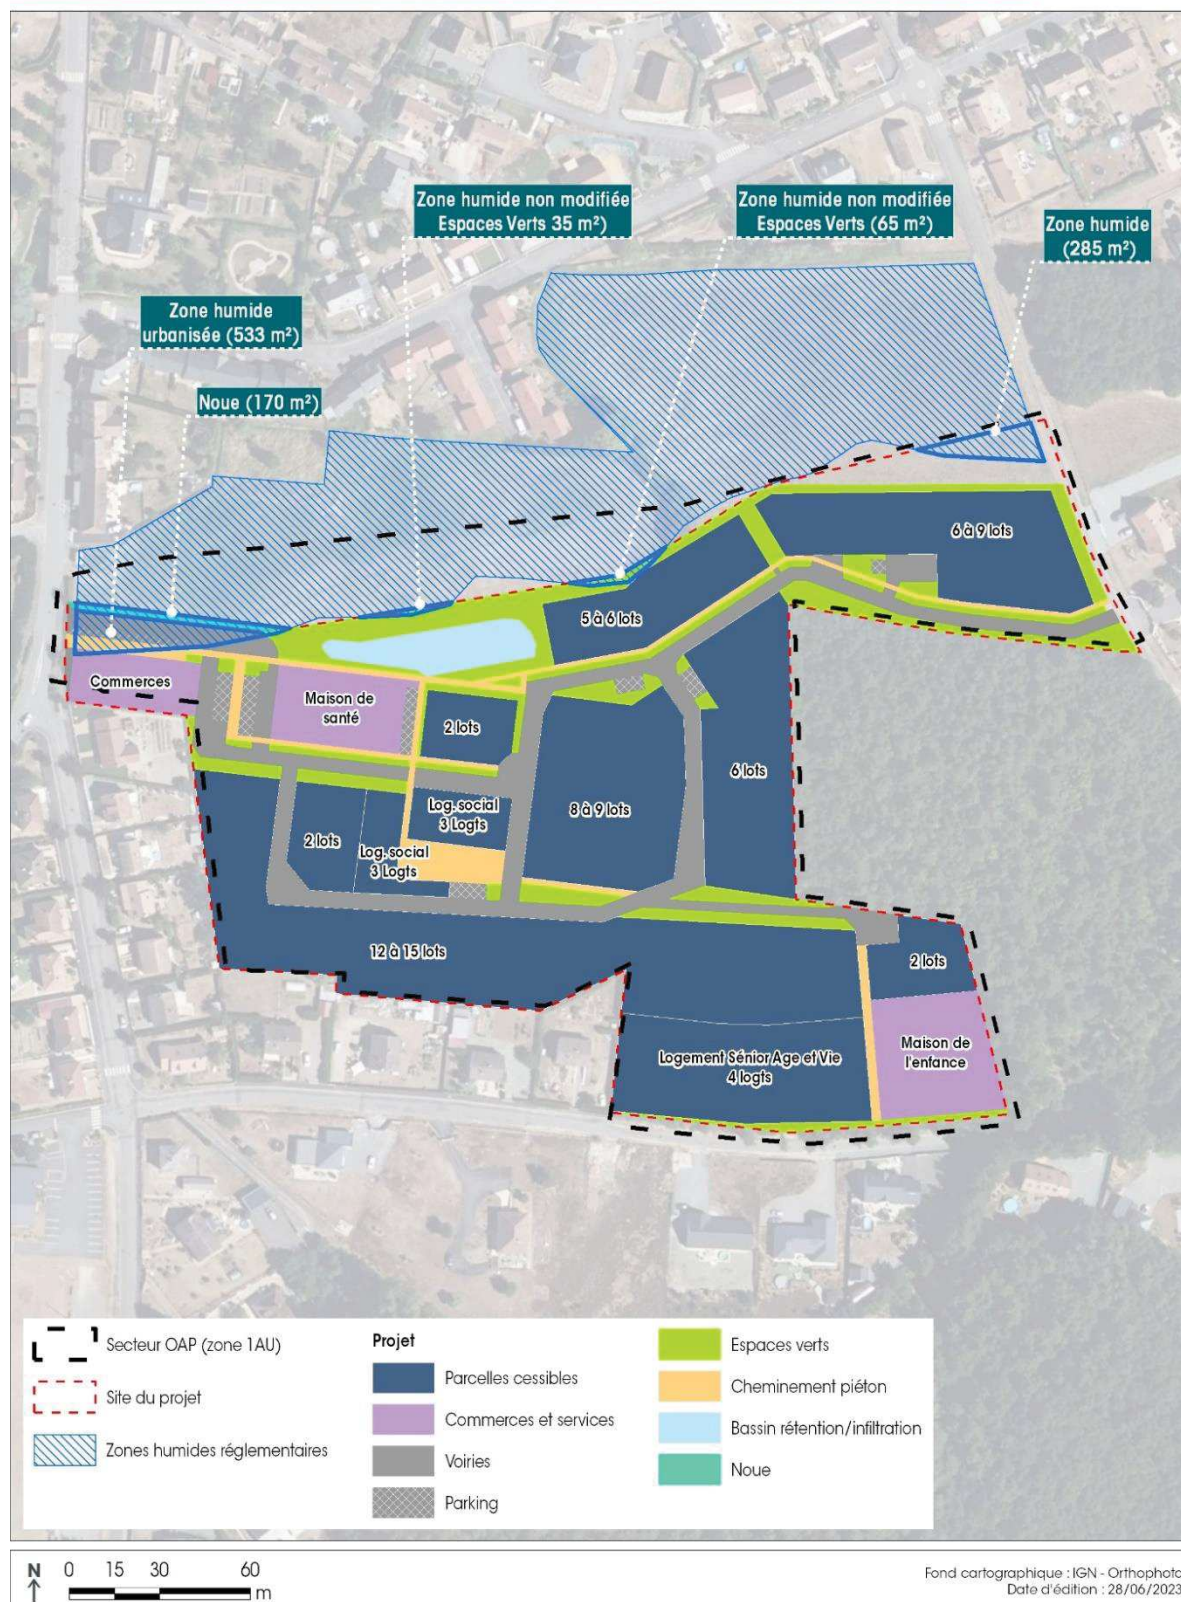 Zone humide non modifiée
Espaces Verts 35 m²)
Zone humide non modifiée
Espaces Verts (65 m²)
Zone humide
(285 m²)
Zone humide
urbanisée (533 m²)
Noue (170 m²)
6 à 9 lots
5 à 6 lots
Commerces
Maison de
santé
2 lots
6 lots
Log. social
3 Logts
8 à 9 lots
2 lots
Log. social
3 Logts
12 à 15 lots
2 lots
Logement Sénior Age et Vie
4 logts
Maison de
l'enfance
Secteur OAP (zone 1AU)
Site du projet
Zones humides réglementaires
Projet
Parcelles cessibles
Commerces et services
Voiries
Parking
Espaces verts
Cheminement piéton
Bassin rétention/infiltration
Noue
N 0 15 30 60
m
Fond cartographique : IGN - Orthophoto
Date d'édition : 28/06/2023